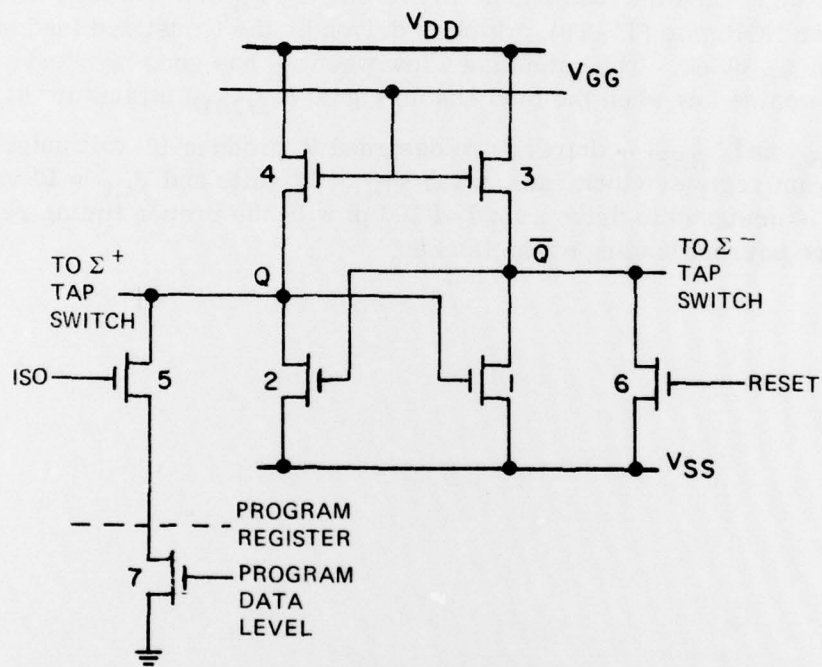 V_DD
V_GG
4
3
TO Σ⁺
TAP
SWITCH
Q
Q̅
TO Σ⁻
TAP
SWITCH
ISO
5
2
1
6
RESET
V_SS
PROGRAM
REGISTER
7
PROGRAM
DATA
LEVEL